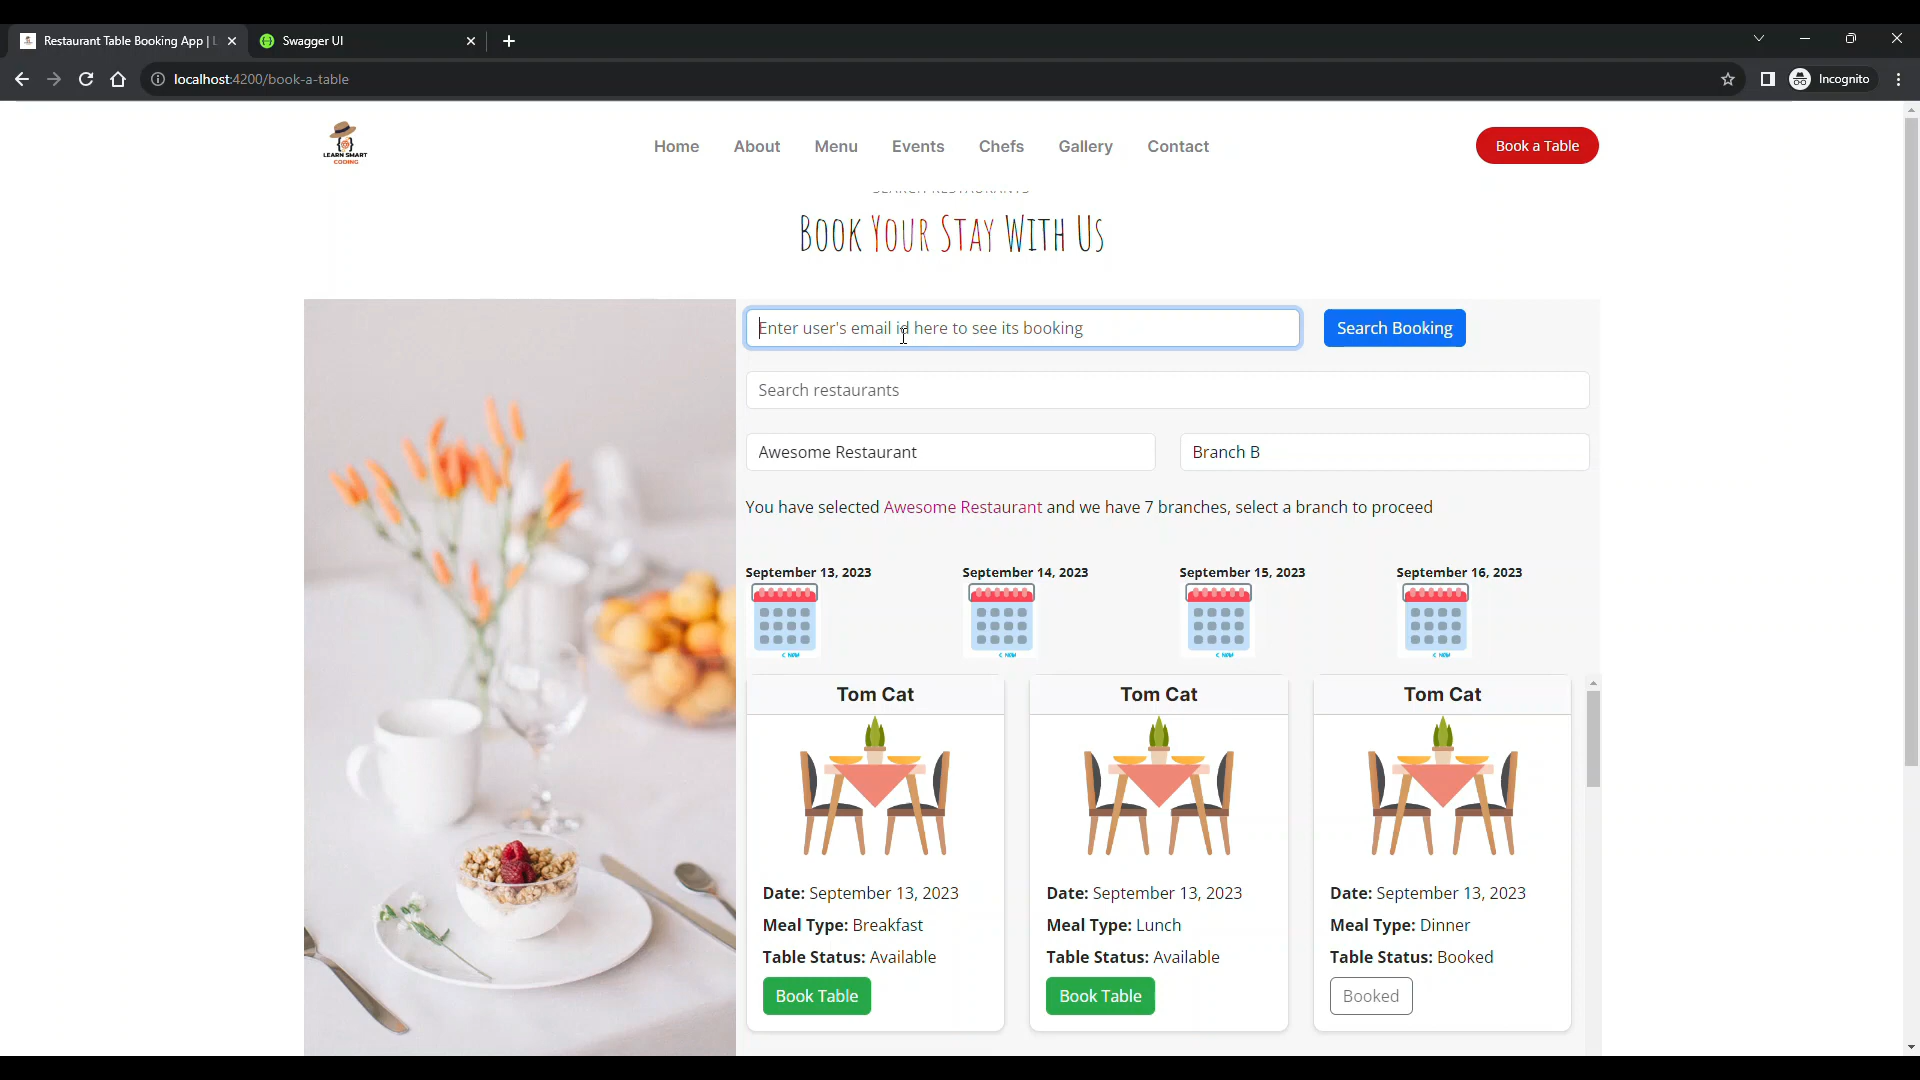 Restaurant Table Booking App | L
Swagger UI
localhost:4200/book-a-table
Incognito
LEARN SMART
CODING
Home
About
Menu
Events
Chefs
Gallery
Contact
Book a Table
Book Your Stay With Us
Enter user's email id here to see its booking
Search Booking
Search restaurants
Awesome Restaurant
Branch B
You have selected Awesome Restaurant and we have 7 branches, select a branch to proceed
September 13, 2023
September 14, 2023
September 15, 2023
September 16, 2023
Tom Cat
Date: September 13, 2023
Meal Type: Breakfast
Table Status: Available
Book Table
Tom Cat
Date: September 13, 2023
Meal Type: Lunch
Table Status: Available
Book Table
Tom Cat
Date: September 13, 2023
Meal Type: Dinner
Table Status: Booked
Booked